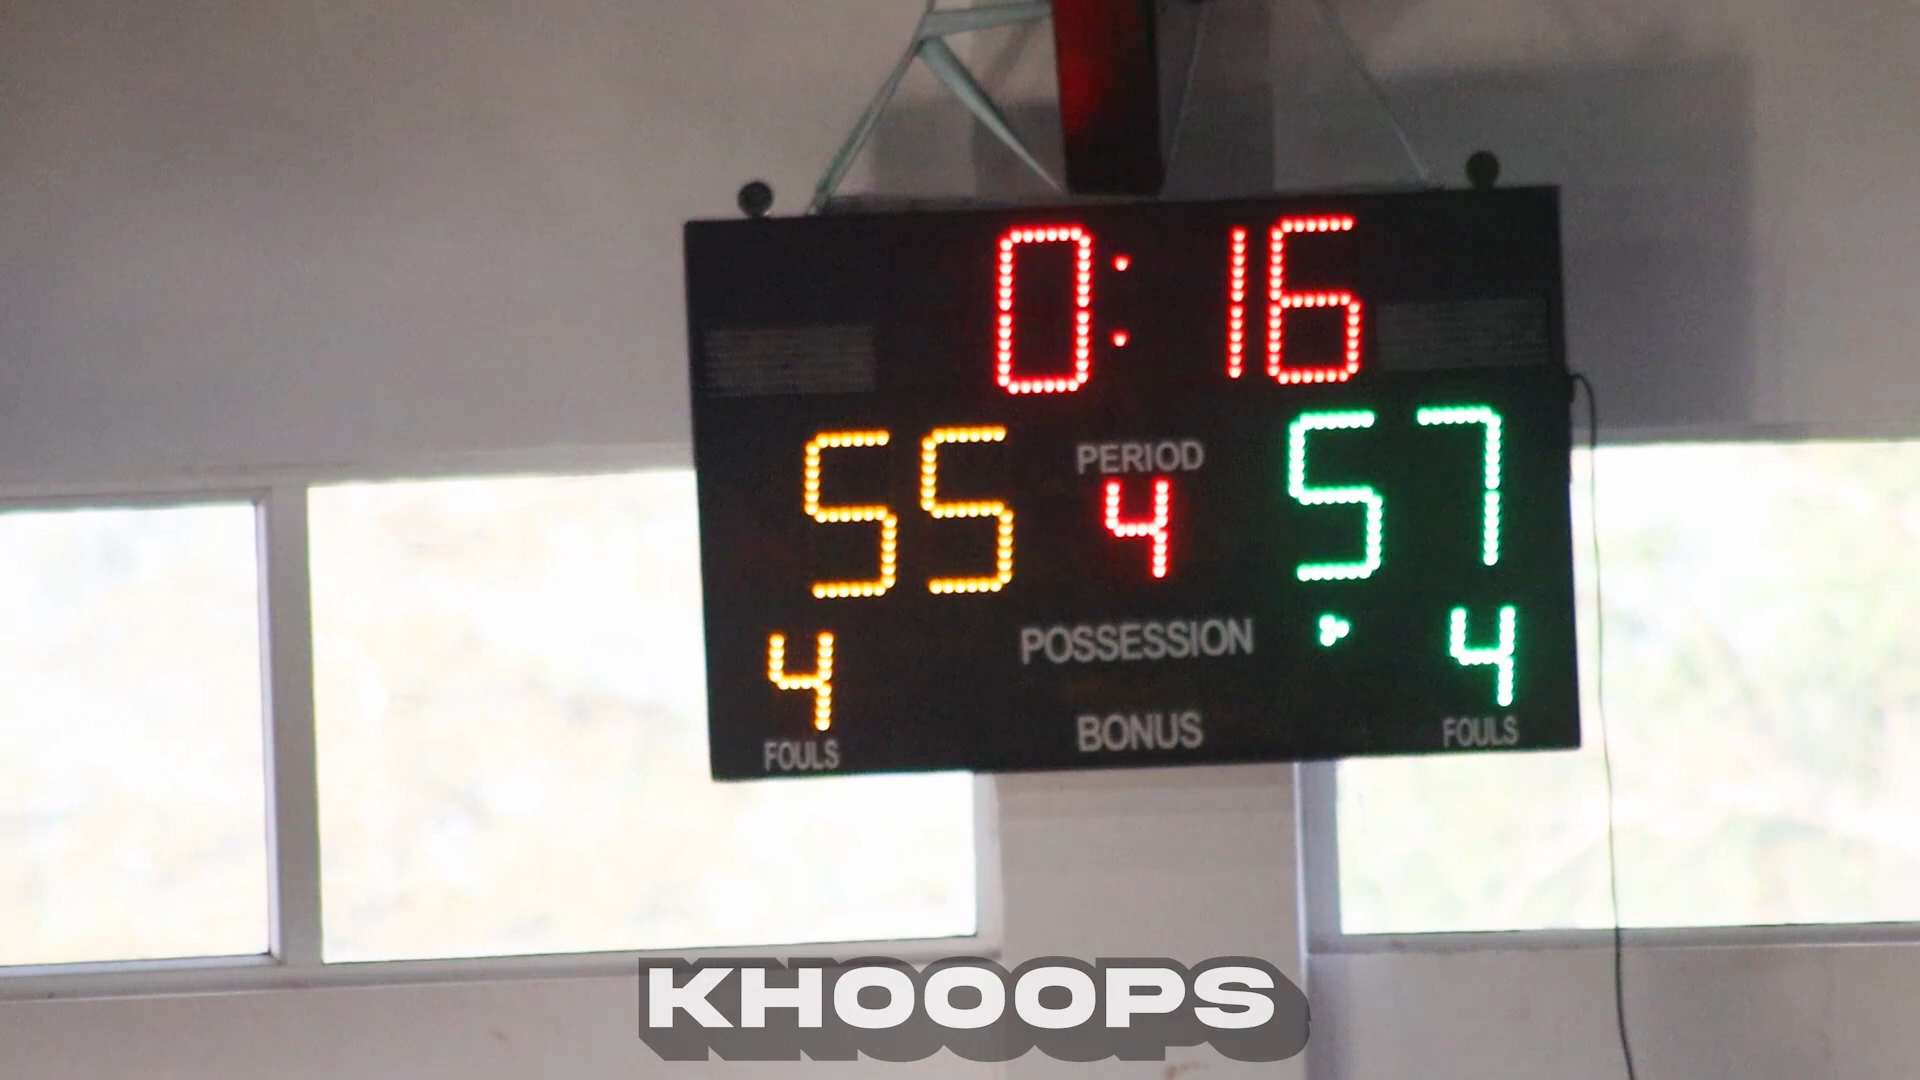 0:16
55 PERIOD 57
4
4 POSSESSION 4
FOULS BONUS FOULS
KHOOOPS